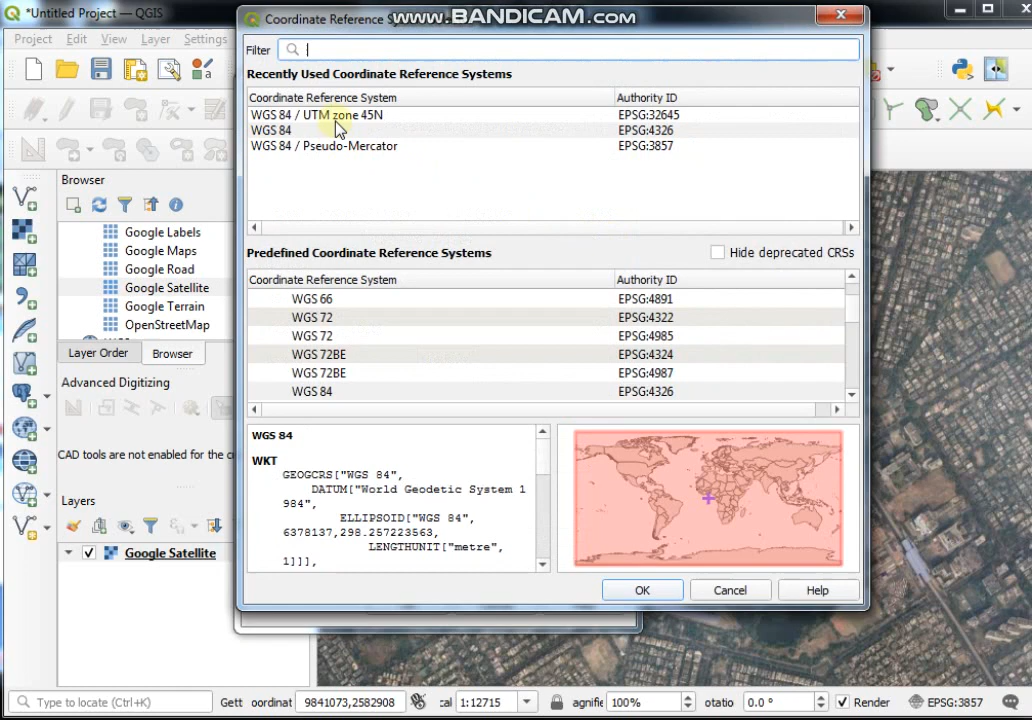 *Untitled Project — QGIS
Coordinate Reference S
www.BANDICAM.com
Project Edit View Layer Settings
Filter
Recently Used Coordinate Reference Systems
Coordinate Reference System Authority ID
WGS 84 / UTM zone 45N EPSG:32645
WGS 84 EPSG:4326
WGS 84 / Pseudo-Mercator EPSG:3857
Browser
Google Labels
Google Maps
Google Road
Google Satellite
Google Terrain
OpenStreetMap
Layer Order Browser
Predefined Coordinate Reference Systems Hide deprecated CRSs
Coordinate Reference System Authority ID
WGS 66 EPSG:4891
WGS 72 EPSG:4322
WGS 72 EPSG:4985
WGS 72BE EPSG:4324
WGS 72BE EPSG:4987
WGS 84 EPSG:4326
Advanced Digitizing
CAD tools are not enabled for the c
Layers
Google Satellite
WGS 84
WKT
GEOGCRS["WGS 84",
DATUM["World Geodetic System 1
984",
ELLIPSOID["WGS 84",
6378137,298.257223563,
LENGTHUNIT["metre",
1]]],
OK Cancel Help
Type to locate (Ctrl+K) Gett oordinat 9841073,2582908 :al 1:12715 agnifie 100% otatio 0.0 ° Render EPSG:3857